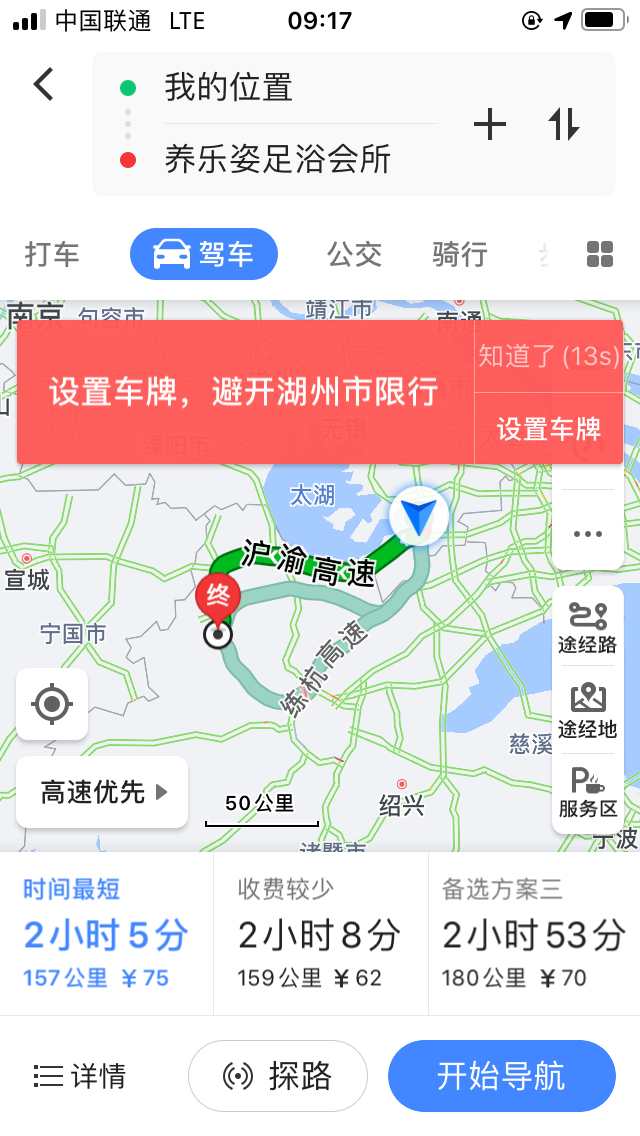 中国联通 LTE 09:17
我的位置
养乐姿足浴会所
打车 驾车 公交 骑行
南京 句容市 靖江市 南通
设置车牌，避开湖州市限行
知道了(13s)
设置车牌
溧阳市 无锡
太湖
沪渝高速
终
宣城
宁国市
练杭高速
途经路
途经地
慈溪
服务区
高速优先
50公里
绍兴
诸暨市
宁波
时间最短 收费较少 备选方案三
2小时5分 2小时8分 2小时53分
157公里 ¥75 159公里 ¥62 180公里 ¥70
详情 探路 开始导航